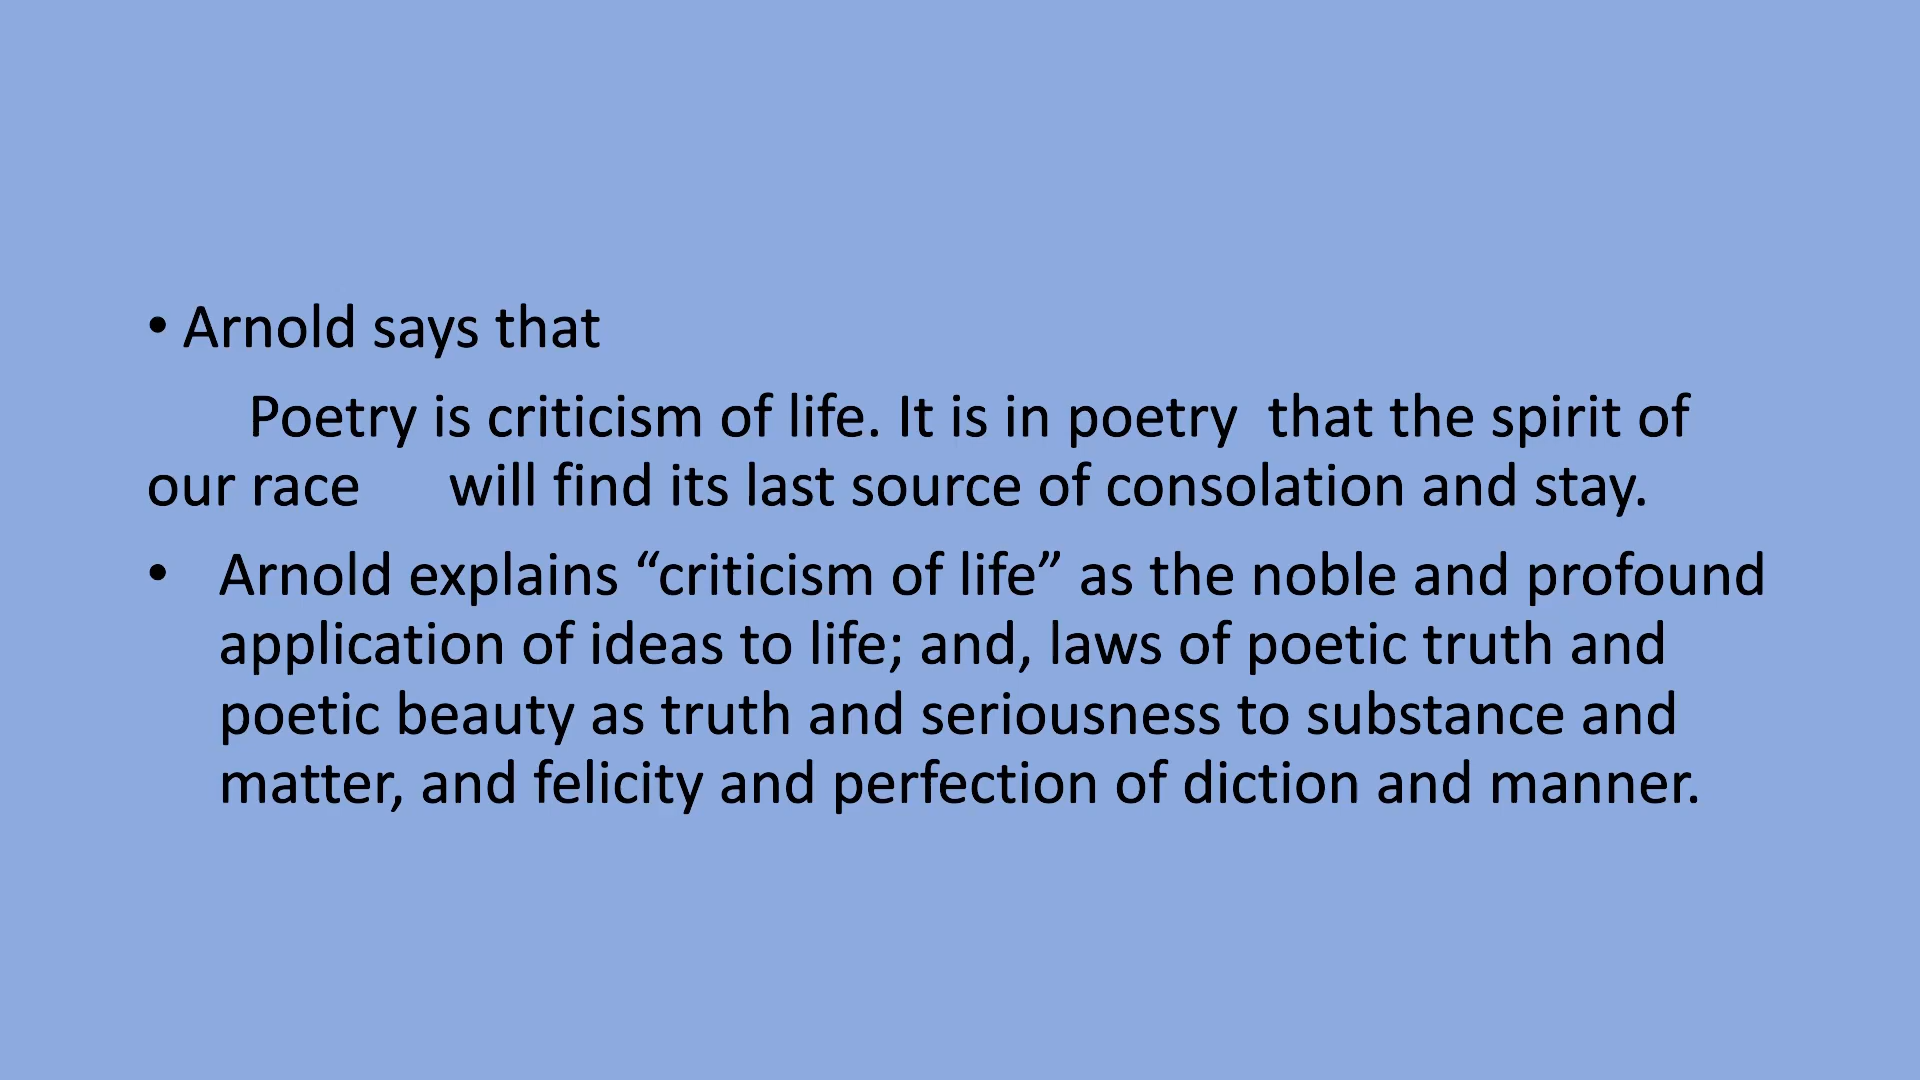 • Arnold says that
Poetry is criticism of life. It is in poetry  that the spirit of
our race      will find its last source of consolation and stay.
• Arnold explains “criticism of life” as the noble and profound
application of ideas to life; and, laws of poetic truth and
poetic beauty as truth and seriousness to substance and
matter, and felicity and perfection of diction and manner.